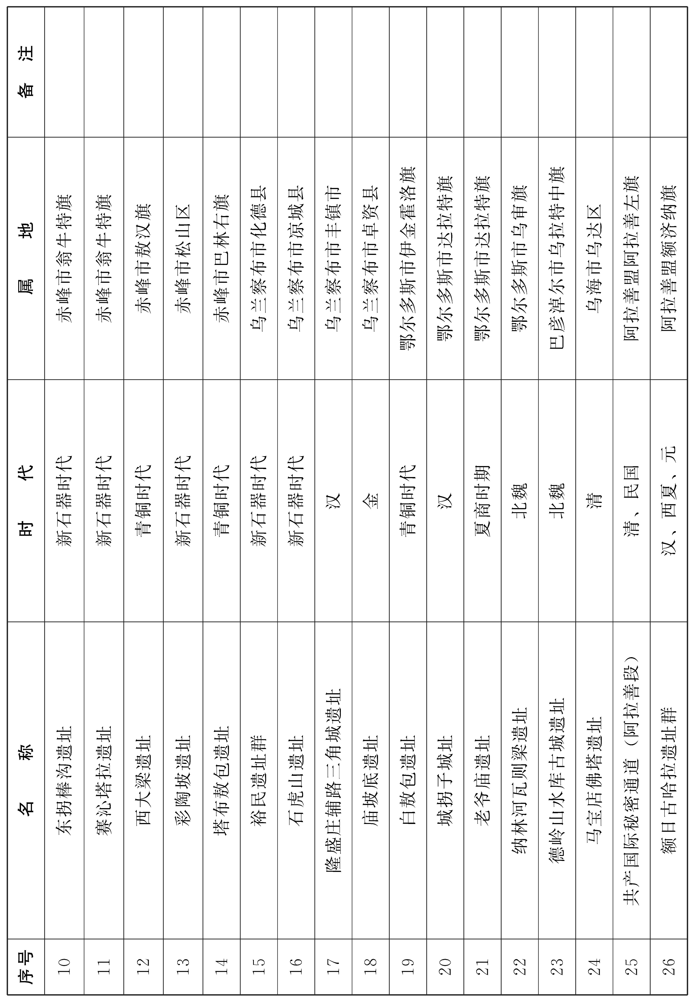 序号 名称 时代 属地 备注
10 东拐棒沟遗址 新石器时代 赤峰市翁牛特旗
11 赛沁塔拉遗址 新石器时代 赤峰市翁牛特旗
12 西大梁遗址 青铜时代 赤峰市敖汉旗
13 彩陶坡遗址 新石器时代 赤峰市松山区
14 塔布敖包遗址 青铜时代 赤峰市巴林右旗
15 裕民遗址群 新石器时代 乌兰察布市化德县
16 石虎山遗址 新石器时代 乌兰察布市凉城县
17 隆盛庄辅路三角城遗址 汉 乌兰察布市丰镇市
18 庙坡底遗址 金 乌兰察布市卓资县
19 白敖包遗址 青铜时代 鄂尔多斯市伊金霍洛旗
20 城拐子城址 汉 鄂尔多斯市达拉特旗
21 老爷庙遗址 夏商时期 鄂尔多斯市达拉特旗
22 纳林河瓦则梁遗址 北魏 鄂尔多斯市乌审旗
23 德岭山水库古城遗址 北魏 巴彦淖尔市乌拉特中旗
24 马宝店佛塔遗址 清 乌海市乌达区
25 共产国际秘密通道（阿拉善段） 清、民国 阿拉善盟阿拉善左旗
26 额日古哈拉遗址群 汉、西夏、元 阿拉善盟额济纳旗